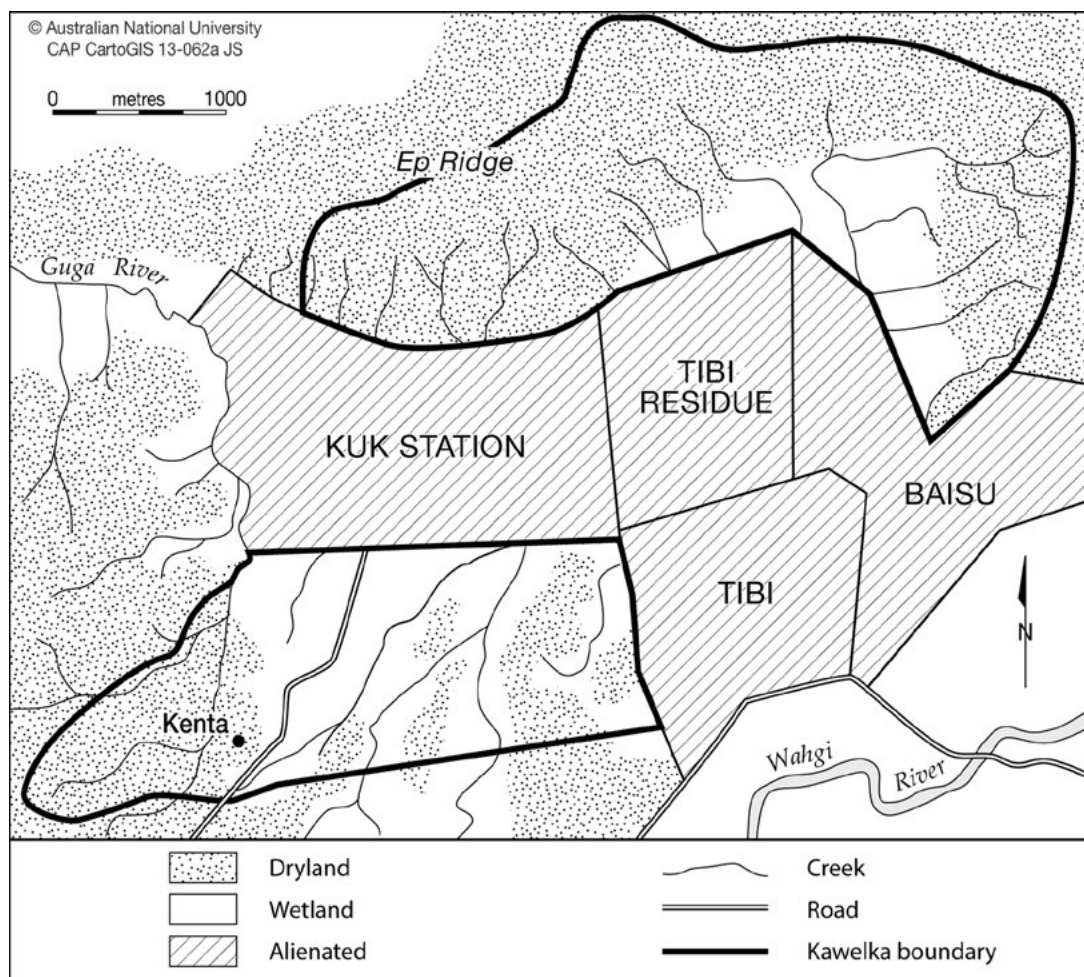 © Australian National University
CAP CartoGIS 13-062a JS
0 metres 1000
Ep Ridge
Guga River
TIBI
RESIDUE
KUK STATION
BAISU
TIBI
N
Kenta
Wahgi
River
Dryland
Creek
Wetland
Road
Alienated
Kawelka boundary